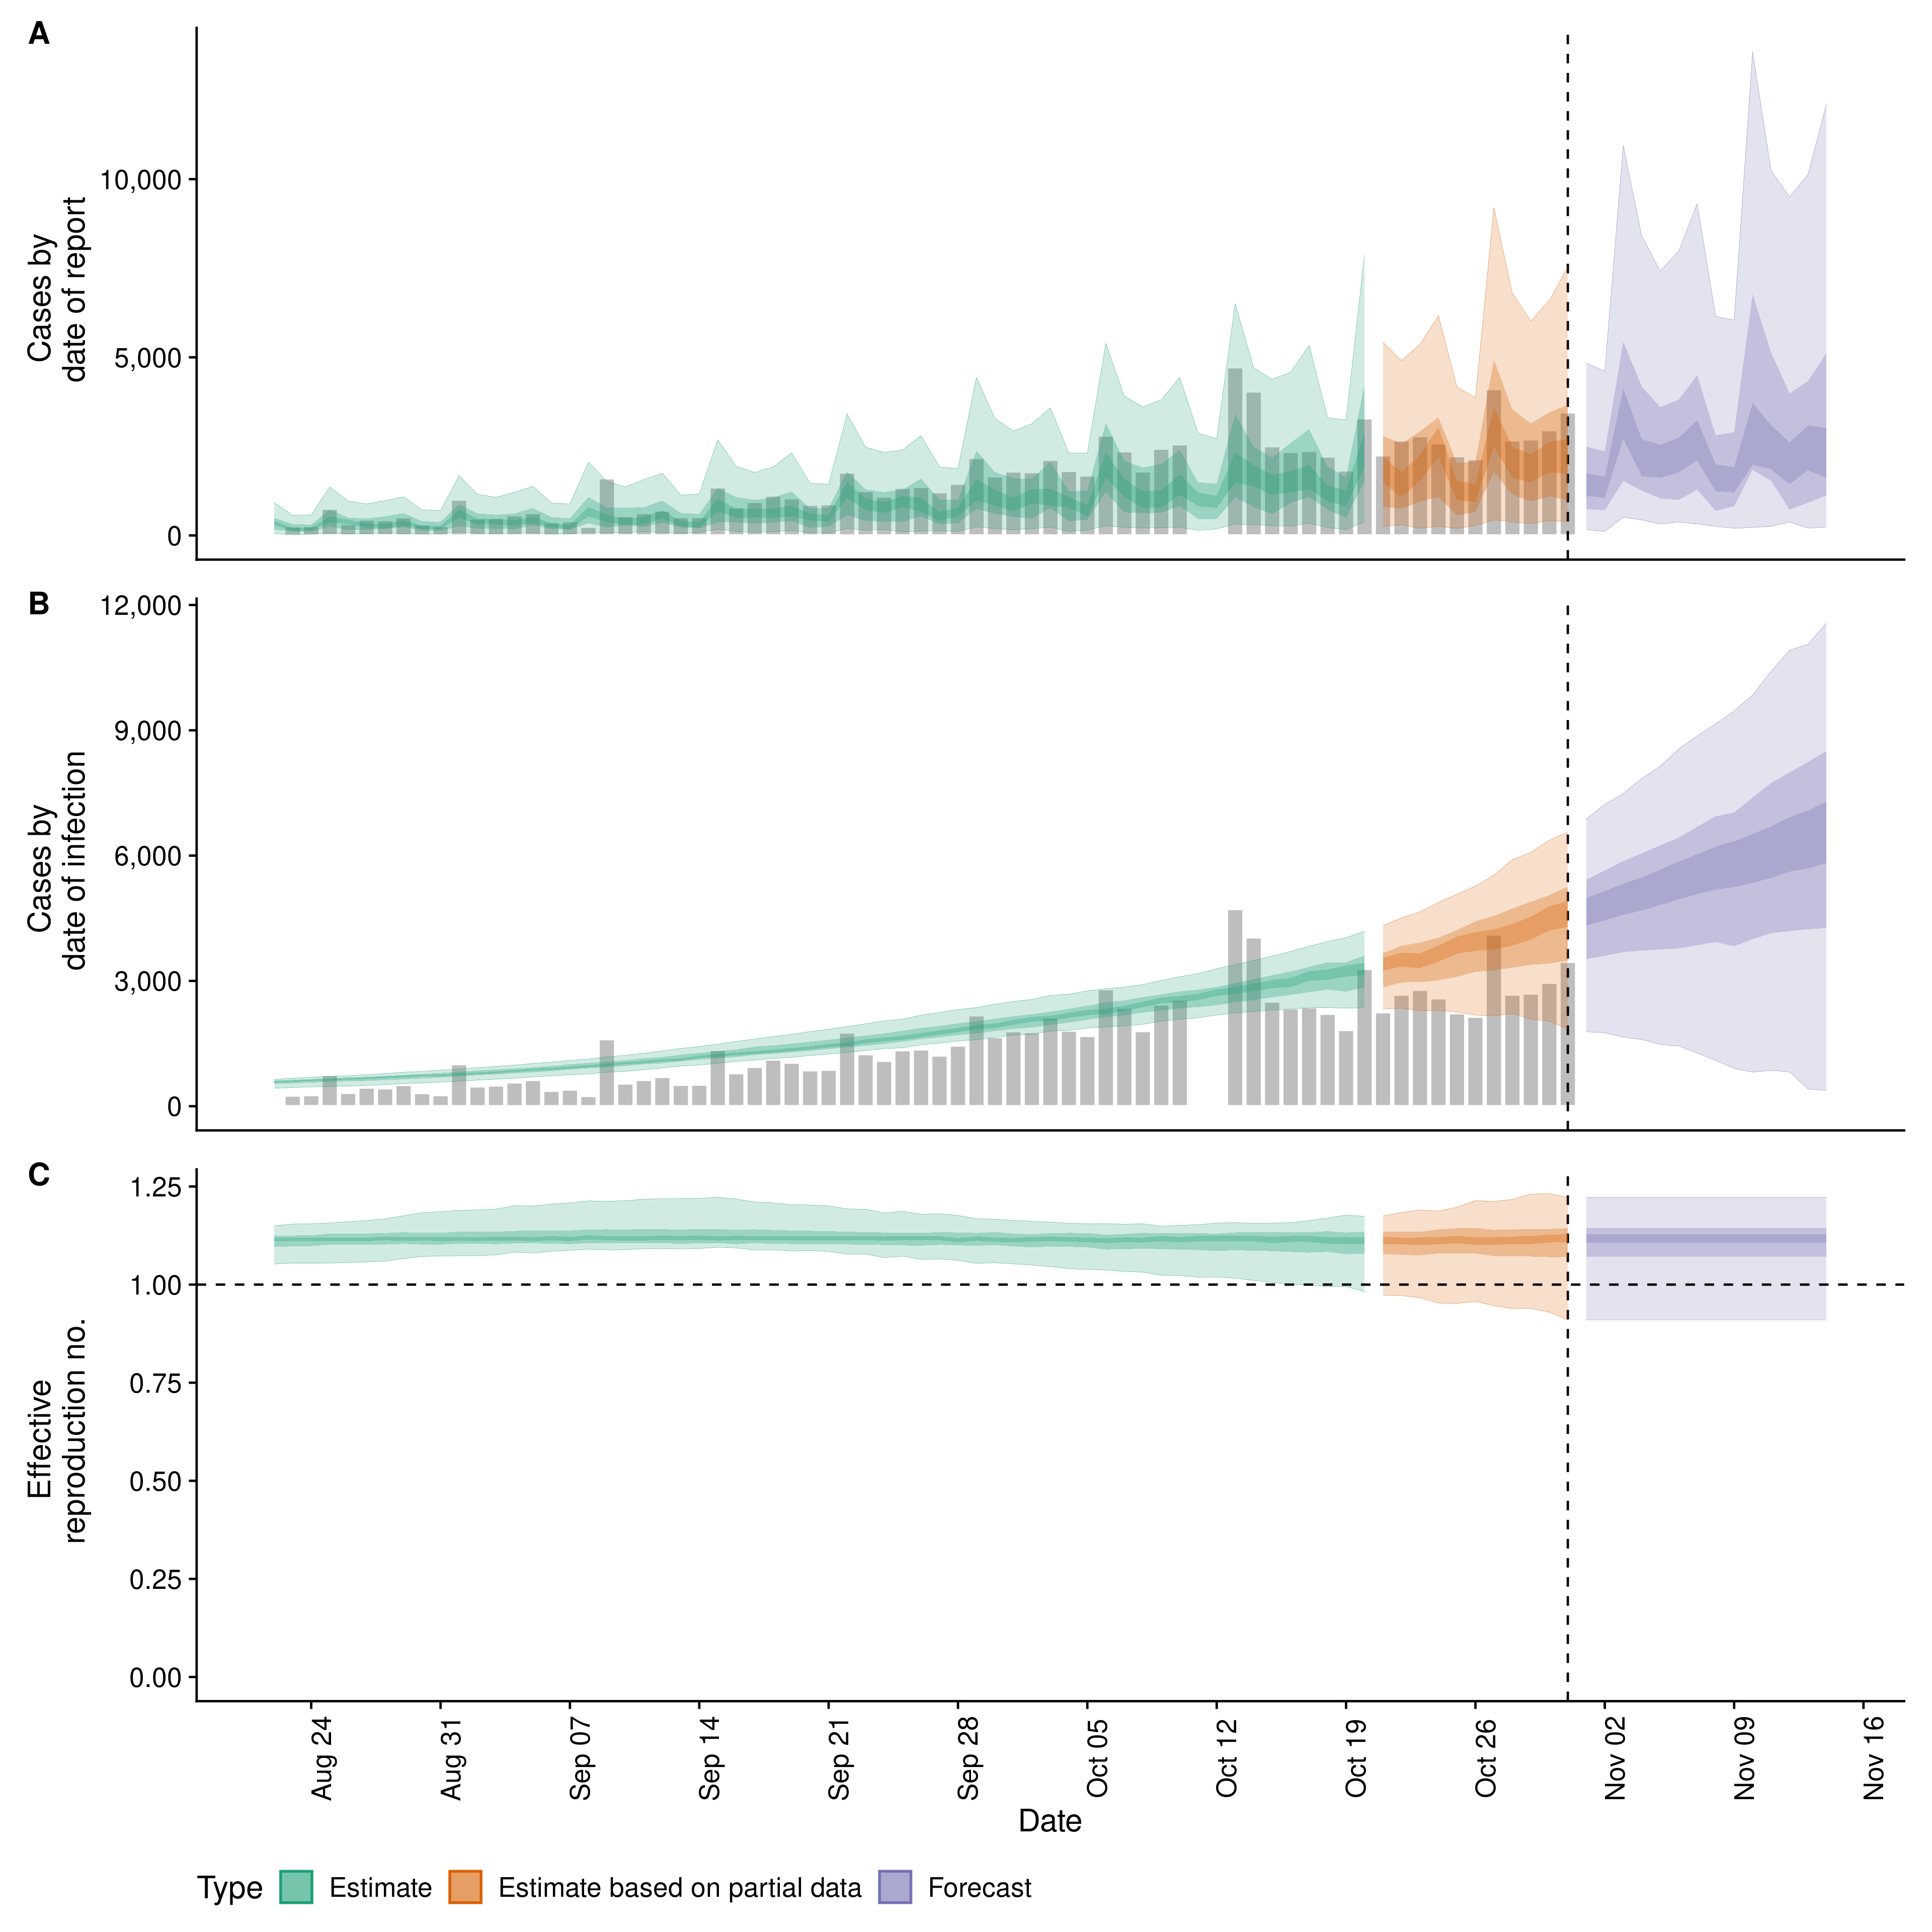 A
Cases by
date of report
10,000
5,000
0
B
Cases by
date of infection
12,000
9,000
6,000
3,000
0
C
Effective
reproduction no.
1.25
1.00
0.75
0.50
0.25
0.00
Aug 24
Aug 31
Sep 07
Sep 14
Sep 21
Sep 28
Oct 05
Oct 12
Oct 19
Oct 26
Nov 02
Nov 09
Nov 16
Date
Type Estimate Estimate based on partial data Forecast